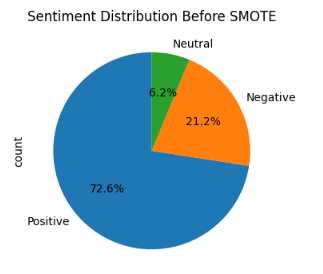 Sentiment Distribution Before SMOTE
Neutral
6.2%
Negative
21.2%
count
72.6%
Positive